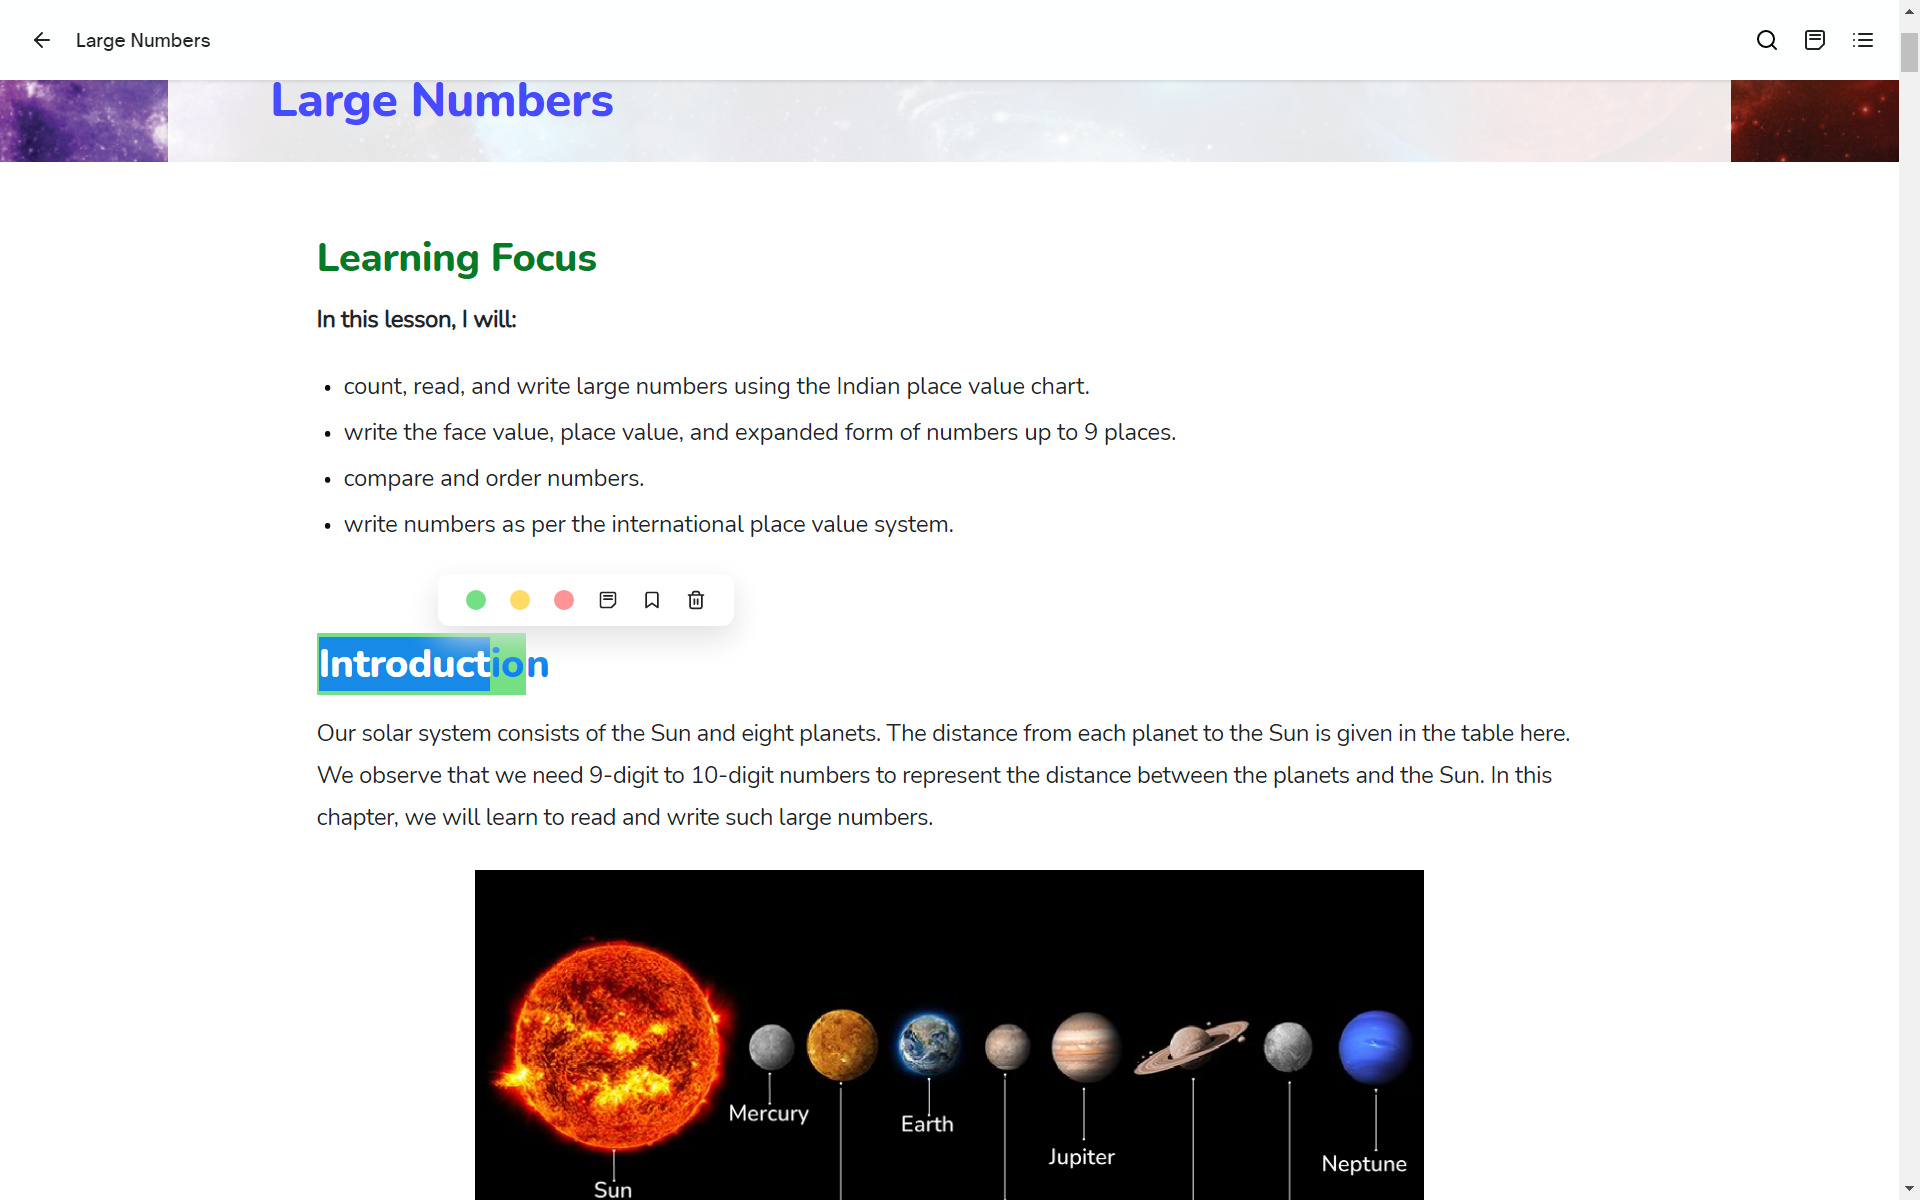 Large Numbers
Large Numbers
Learning Focus
In this lesson, I will:
• count, read, and write large numbers using the Indian place value chart.
• write the face value, place value, and expanded form of numbers up to 9 places.
• compare and order numbers.
• write numbers as per the international place value system.
Introduction
Our solar system consists of the Sun and eight planets. The distance from each planet to the Sun is given in the table here.
We observe that we need 9-digit to 10-digit numbers to represent the distance between the planets and the Sun. In this
chapter, we will learn to read and write such large numbers.
Mercury
Earth
Jupiter
Neptune
Sun